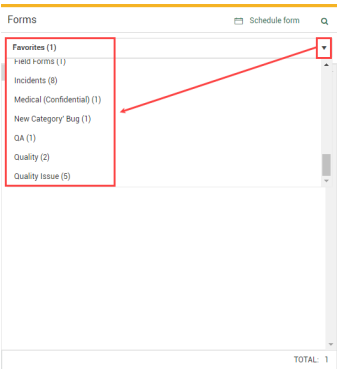 Forms
Schedule form
Favorites (1)
Field Forms (1)
Incidents (8)
Medical (Confidential) (1)
New Category' Bug (1)
QA (1)
Quality (2)
Quality Issue (5)
TOTAL: 1